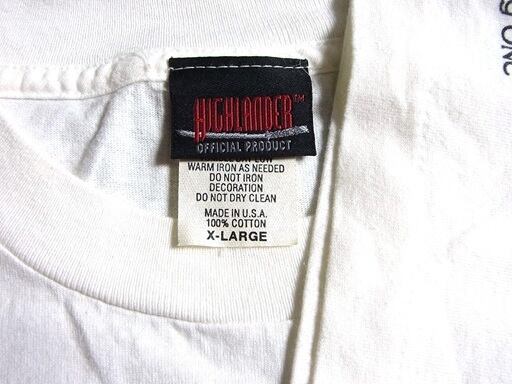 HIGHLANDER™
OFFICIAL PRODUCT
WARM IRON AS NEEDED
DO NOT IRON
DECORATION
DO NOT DRY CLEAN
MADE IN U.S.A.
100% COTTON
X-LARGE
ONE